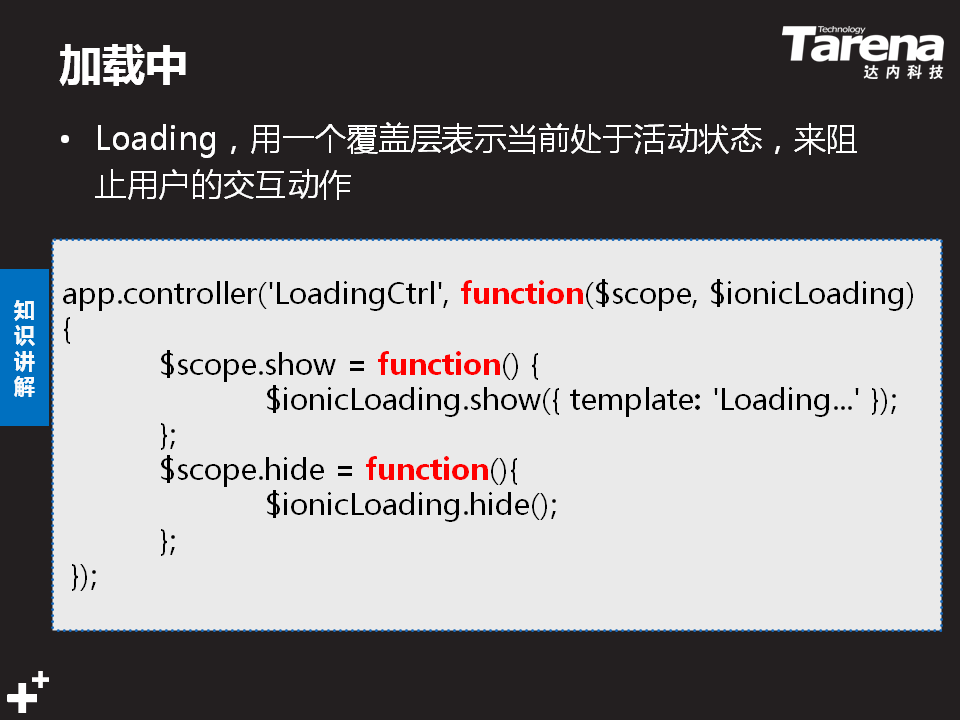 加载中
Technology
Tarena
达内科技
• Loading，用一个覆盖层表示当前处于活动状态，来阻
止用户的交互动作
知识讲解
app.controller('LoadingCtrl', function($scope, $ionicLoading)
{
$scope.show = function() {
$ionicLoading.show({ template: 'Loading...' });
};
$scope.hide = function(){
$ionicLoading.hide();
};
});